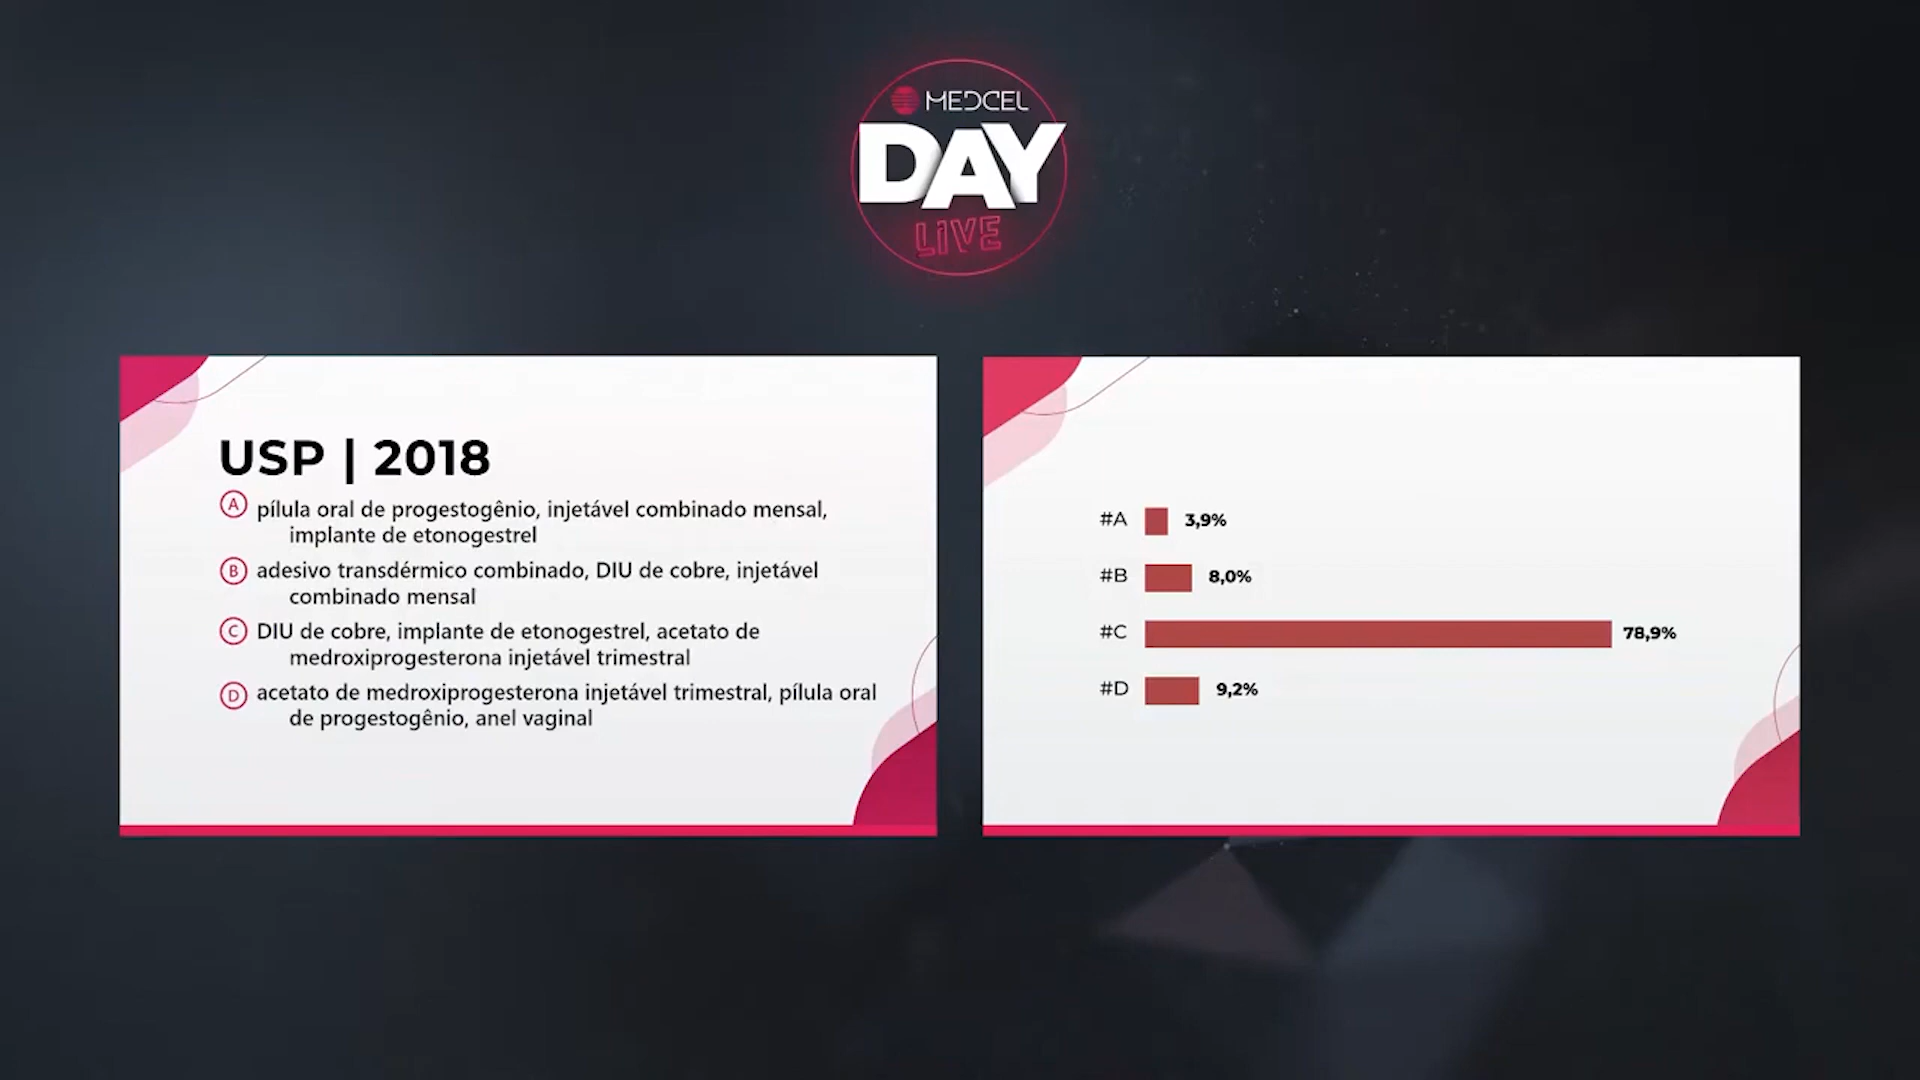 MEDCEL
DAY
LIVE
USP | 2018
A pílula oral de progestogênio, injetável combinado mensal,
implante de etonogestrel
B adesivo transdérmico combinado, DIU de cobre, injetável
combinado mensal
C DIU de cobre, implante de etonogestrel, acetato de
medroxiprogesterona injetável trimestral
D acetato de medroxiprogesterona injetável trimestral, pílula oral
de progestogênio, anel vaginal
#A 3,9%
#B 8,0%
#C 78,9%
#D 9,2%